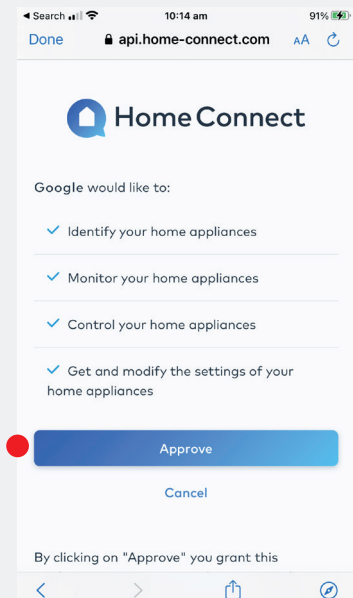 Search 10:14 am 91%
Done api.home-connect.com AA
Home Connect
Google would like to:
Identify your home appliances
Monitor your home appliances
Control your home appliances
Get and modify the settings of your
home appliances
Approve
Cancel
By clicking on "Approve" you grant this